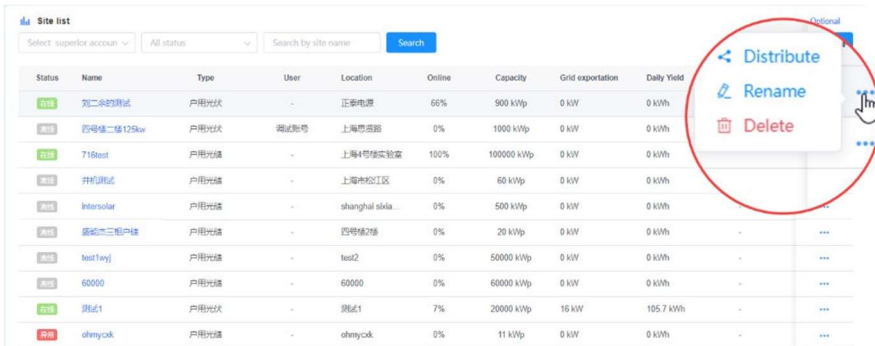 Site list
Optional
Select superior accoun
All status
Search by site name
Search
Status Name Type User Location Online Capacity Grid exportation Daily Yield
Distribute
Rename
Delete
在线 刘二余的测试 户用光伏 - 正泰电源 66% 900 kWp 0 kW 0 kWh
离线 四号楼二楼125kw 户用光伏 调试账号 上海思贤路 0% 1000 kWp 0 kW 0 kWh
在线 716test 户用光储 - 上海4号楼实验室 100% 100000 kWp 0 kW 0 kWh
离线 并机测试 户用光储 - 上海市松江区 0% 60 kWp 0 kW 0 kWh
离线 intersolar 户用光储 - shanghai sixia... 0% 500 kWp 0 kW 0 kWh - ...
离线 三相户储 户用光储 - 四号楼2楼 0% 20 kWp 0 kW 0 kWh - ...
离线 test1wyj 户用光储 - test2 0% 50000 kWp 0 kW 0 kWh - ...
离线 60000 户用光储 - 60000 0% 60000 kWp 0 kW 0 kWh - ...
在线 测试1 户用光伏 - 测试1 7% 20000 kWp 16 kW 105.7 kWh - ...
异常 ohmycxk 户用光储 - ohmycxk 0% 11 kWp 0 kW 0 kWh - ...